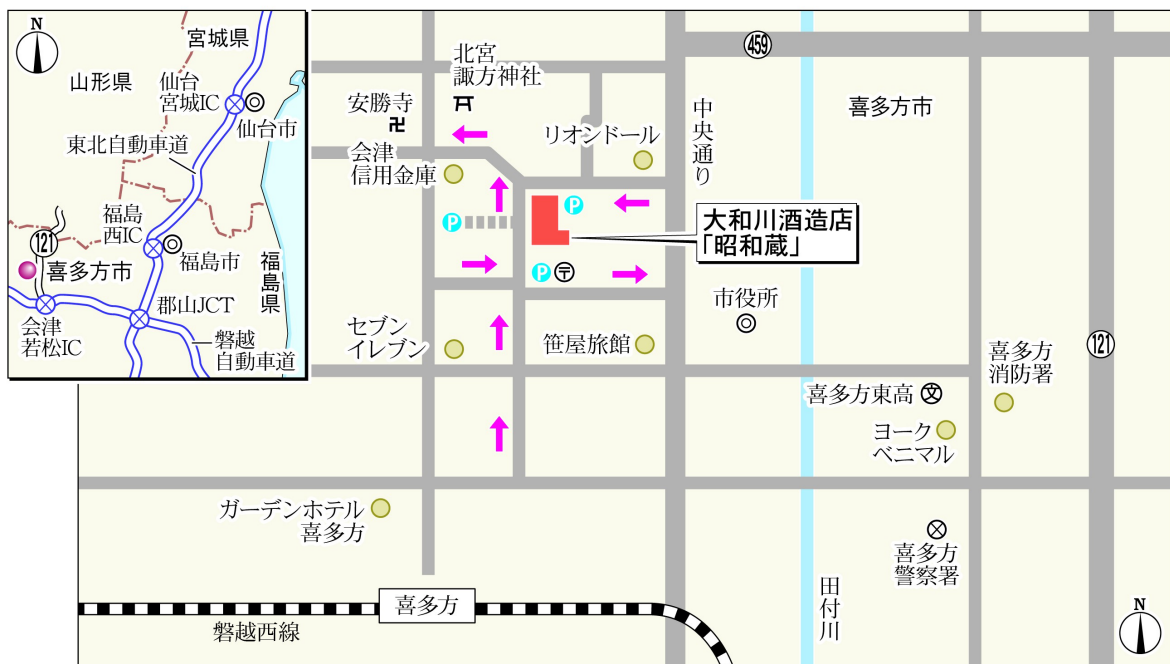 N
宮城県
山形県
仙台
宮城IC
仙台市
東北自動車道
福島
西IC
121
福島市
喜多方市
福島県
郡山JCT
会津
若松IC
磐越
自動車道
北宮
諏方神社
安勝寺
会津
信用金庫
リオンドール
中央通り
459
喜多方市
P
P
大和川酒造店
「昭和蔵」
P
〒
市役所
セブン
イレブン
笹屋旅館
121
喜多方
消防署
喜多方東高
文
ヨーク
ベニマル
ガーデンホテル
喜多方
喜多方
警察署
田付川
喜多方
磐越西線
N